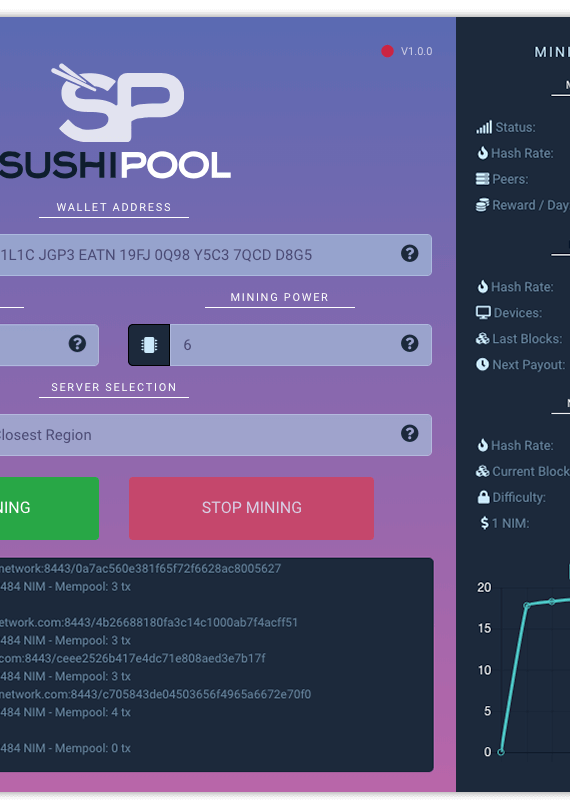 V1.0.0
SP
SUSHIPOOL
WALLET ADDRESS
1L1C JGP3 EATN 19FJ 0Q98 Y5C3 7QCD D8G5
MINING POWER
6
SERVER SELECTION
Closest Region
NING
STOP MINING
network:8443/0a7ac560e381f65f72f6628ac8005627
484 NIM - Mempool: 3 tx
etwork.com:8443/4b26688180fa3c14c1000ab7f4acff51
484 NIM - Mempool: 3 tx
com:8443/ceee2526b417e4dc71e808aed3e7b17f
484 NIM - Mempool: 3 tx
network.com:8443/c705843de04503656f4965a6672e70f0
484 NIM - Mempool: 4 tx
484 NIM - Mempool: 0 tx
MINI
Status:
Hash Rate:
Peers:
Reward / Day
Hash Rate:
Devices:
Last Blocks:
Next Payout:
Hash Rate:
Current Block
Difficulty:
1 NIM:
20
15
10
5
0